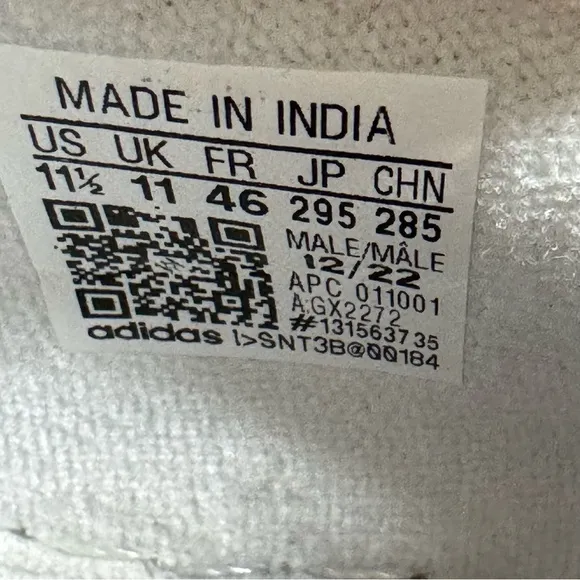 MADE IN INDIA
US UK FR JP CHN
11½ 11 46 295 285
MALE/MÂLE
12/22
APC 011001
A:GX2272
#131563735
adidas I>SNT3B@00184